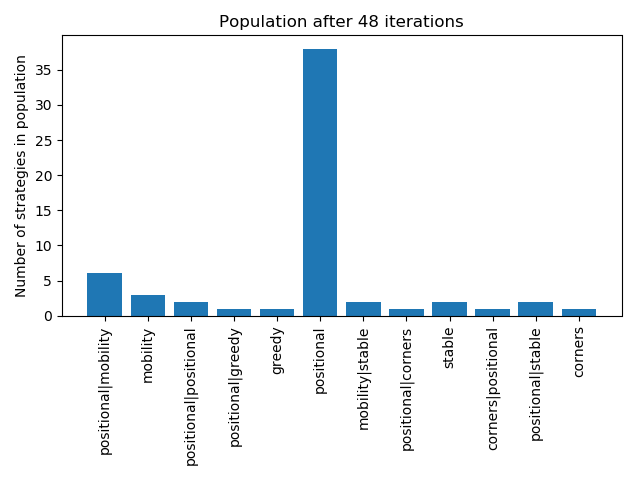 Population after 48 iterations
Number of strategies in population
35
30
25
20
15
10
5
0
positional|mobility
mobility
positional|positional
positional|greedy
greedy
positional
mobility|stable
positional|corners
stable
corners|positional
positional|stable
corners